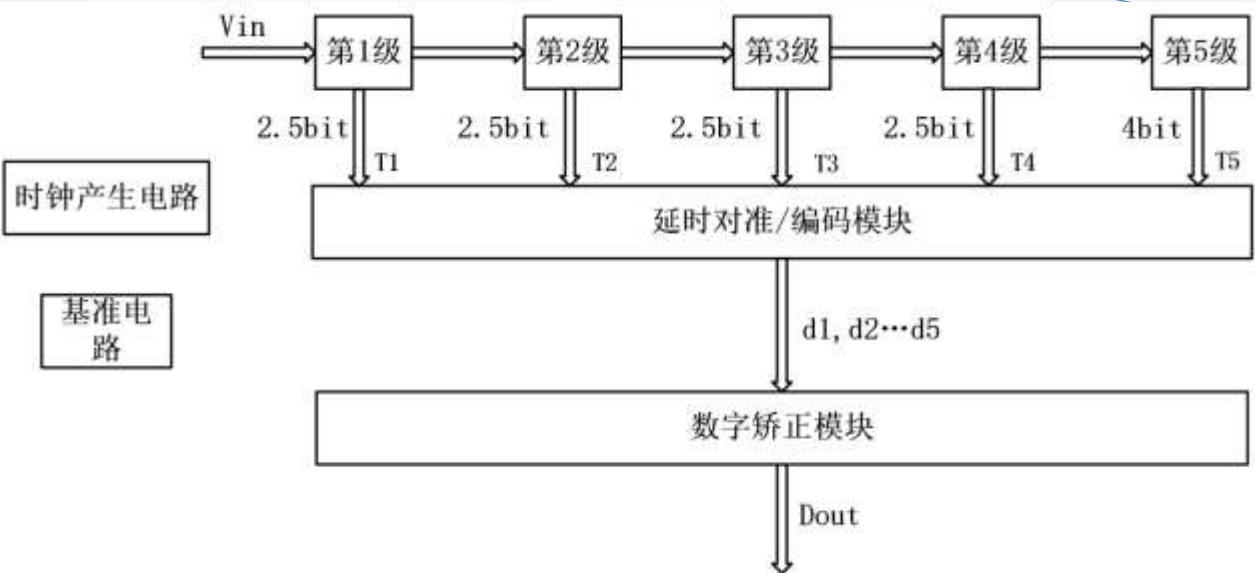 Vin
第1级
第2级
第3级
第4级
第5级
2.5bit
2.5bit
2.5bit
2.5bit
4bit
T1
T2
T3
T4
T5
时钟产生电路
延时对准/编码模块
基准电
路
d1,d2…d5
数字矫正模块
Dout